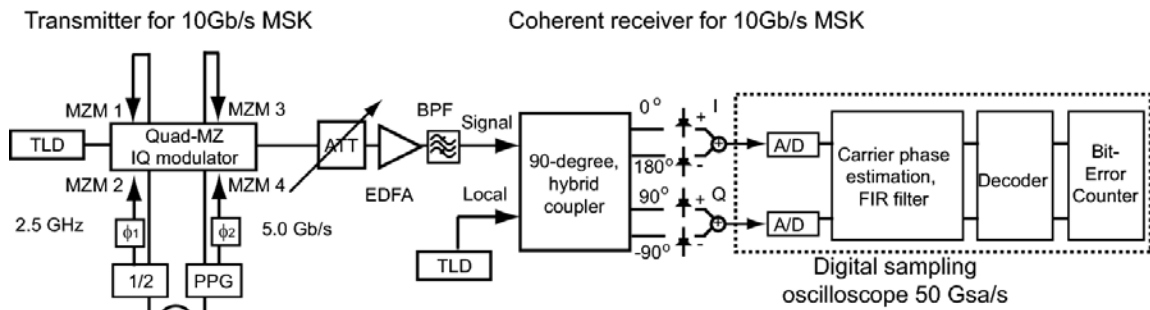 Transmitter for 10Gb/s MSK
Coherent receiver for 10Gb/s MSK
MZM 1
MZM 3
TLD
Quad-MZ
IQ modulator
MZM 2
MZM 4
2.5 GHz
ϕ1
ϕ2
5.0 Gb/s
1/2
PPG
ATT
EDFA
BPF
Signal
Local
TLD
90-degree,
hybrid
coupler
0°
180°
90°
-90°
+
-
+
-
I
Q
A/D
A/D
Carrier phase
estimation,
FIR filter
Decoder
Bit-
Error
Counter
Digital sampling
oscilloscope 50 Gsa/s